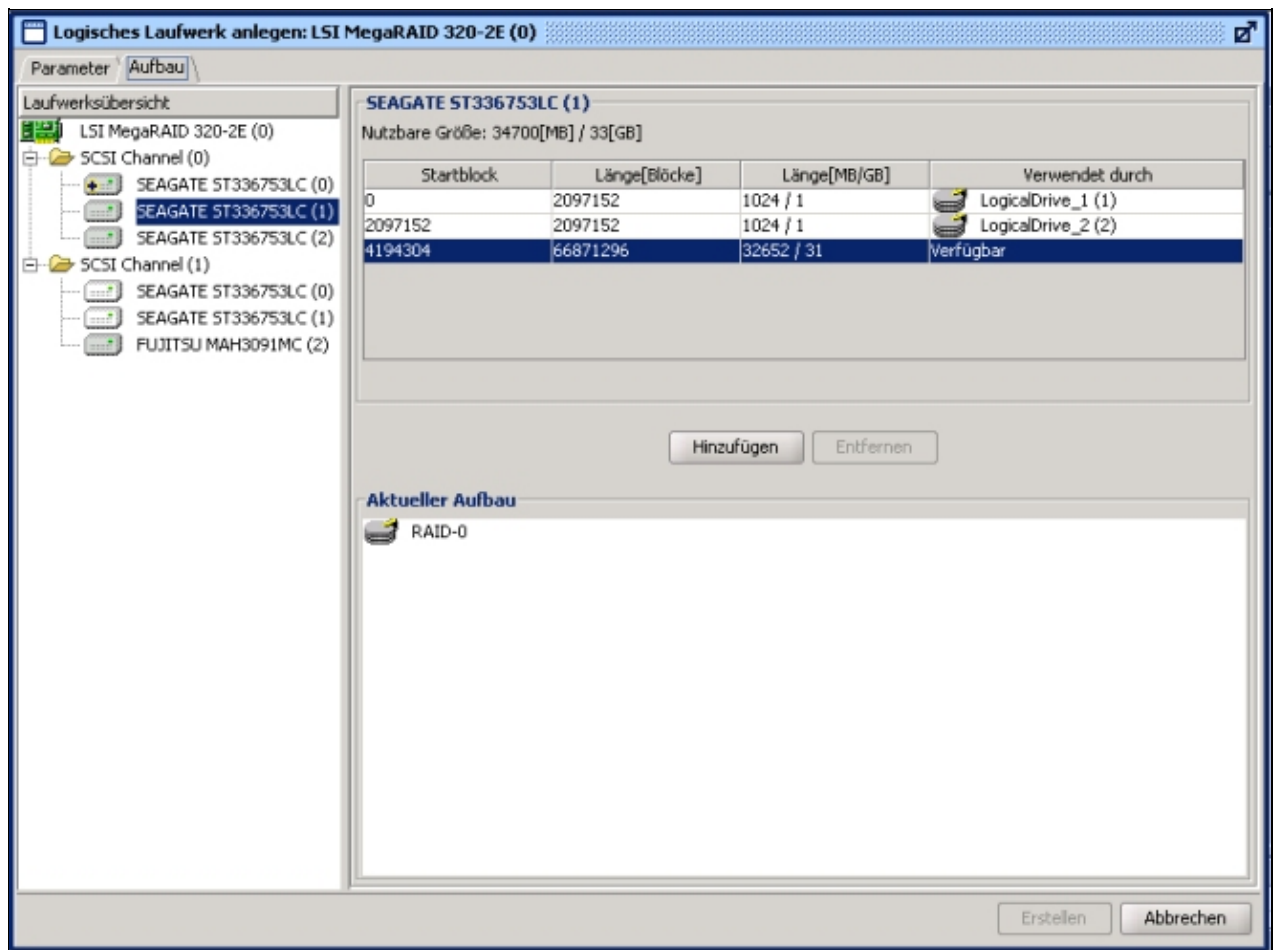 Logisches Laufwerk anlegen: LSI MegaRAID 320-2E (0)
Parameter Aufbau
Laufwerksübersicht
LSI MegaRAID 320-2E (0)
SCSI Channel (0)
SEAGATE ST336753LC (0)
SEAGATE ST336753LC (1)
SEAGATE ST336753LC (2)
SCSI Channel (1)
SEAGATE ST336753LC (0)
SEAGATE ST336753LC (1)
FUJITSU MAH3091MC (2)
SEAGATE ST336753LC (1)
Nutzbare Größe: 34700[MB] / 33[GB]
Startblock Länge[Blöcke] Länge[MB/GB] Verwendet durch
0 2097152 1024 / 1 LogicalDrive_1 (1)
2097152 2097152 1024 / 1 LogicalDrive_2 (2)
4194304 66871296 32652 / 31 Verfügbar
Hinzufügen Entfernen
Aktueller Aufbau
RAID-0
Erstellen Abbrechen